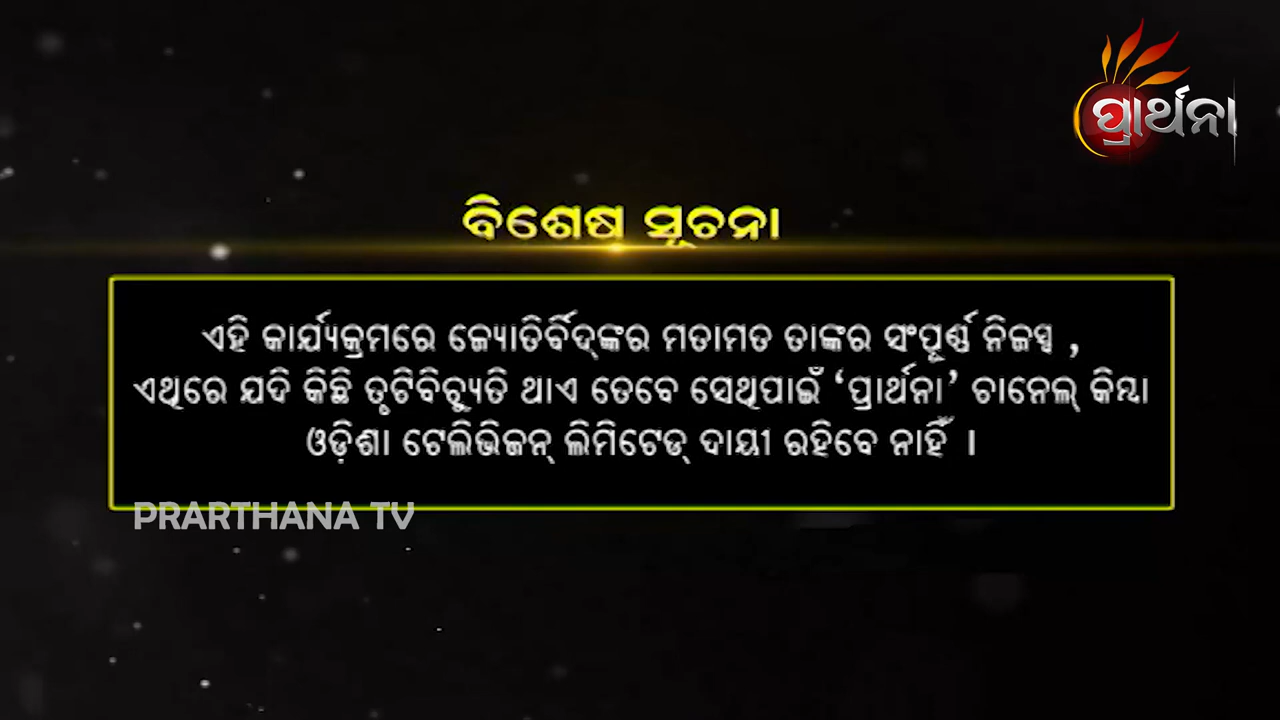 ପ୍ରାର୍ଥନା
ବିଶେଷ ସୂଚନା
ଏହି କାର୍ଯ୍ୟକ୍ରମରେ ଜ୍ୟୋତିର୍ବିଦ୍‌ଙ୍କର ମତାମତ ତାଙ୍କର ସଂପୂର୍ଣ୍ଣ ନିଜସ୍ୱ ,
ଏଥିରେ ଯଦି କିଛି ତୃଟିବିଚ୍ୟୁତି ଥାଏ ତେବେ ସେଥିପାଇଁ ‘ପ୍ରାର୍ଥନା’ ଚାନେଲ୍ କିମ୍ବା
ଓଡ଼ିଶା ଟେଲିଭିଜନ୍ ଲିମିଟେଡ୍ ଦାୟୀ ରହିବେ ନାହିଁ ।
PRARTHANA TV